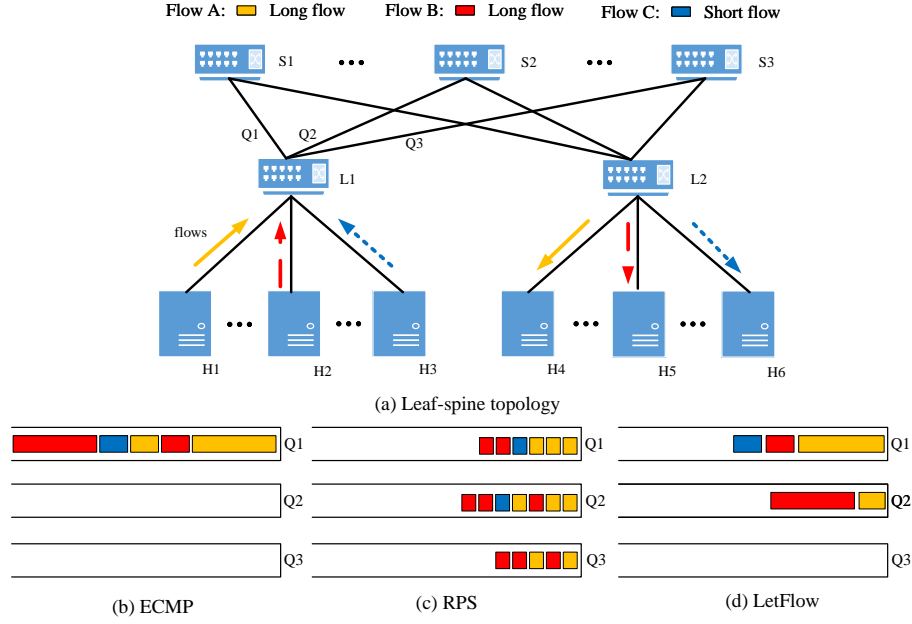 Flow A: Long flow Flow B: Long flow Flow C: Short flow
S1 S2 S3
Q1 Q2 Q3
L1 L2
flows
H1 H2 H3 H4 H5 H6
(a) Leaf-spine topology
Q1 Q1 Q1
Q2 Q2 Q2
Q3 Q3 Q3
(b) ECMP (c) RPS (d) LetFlow